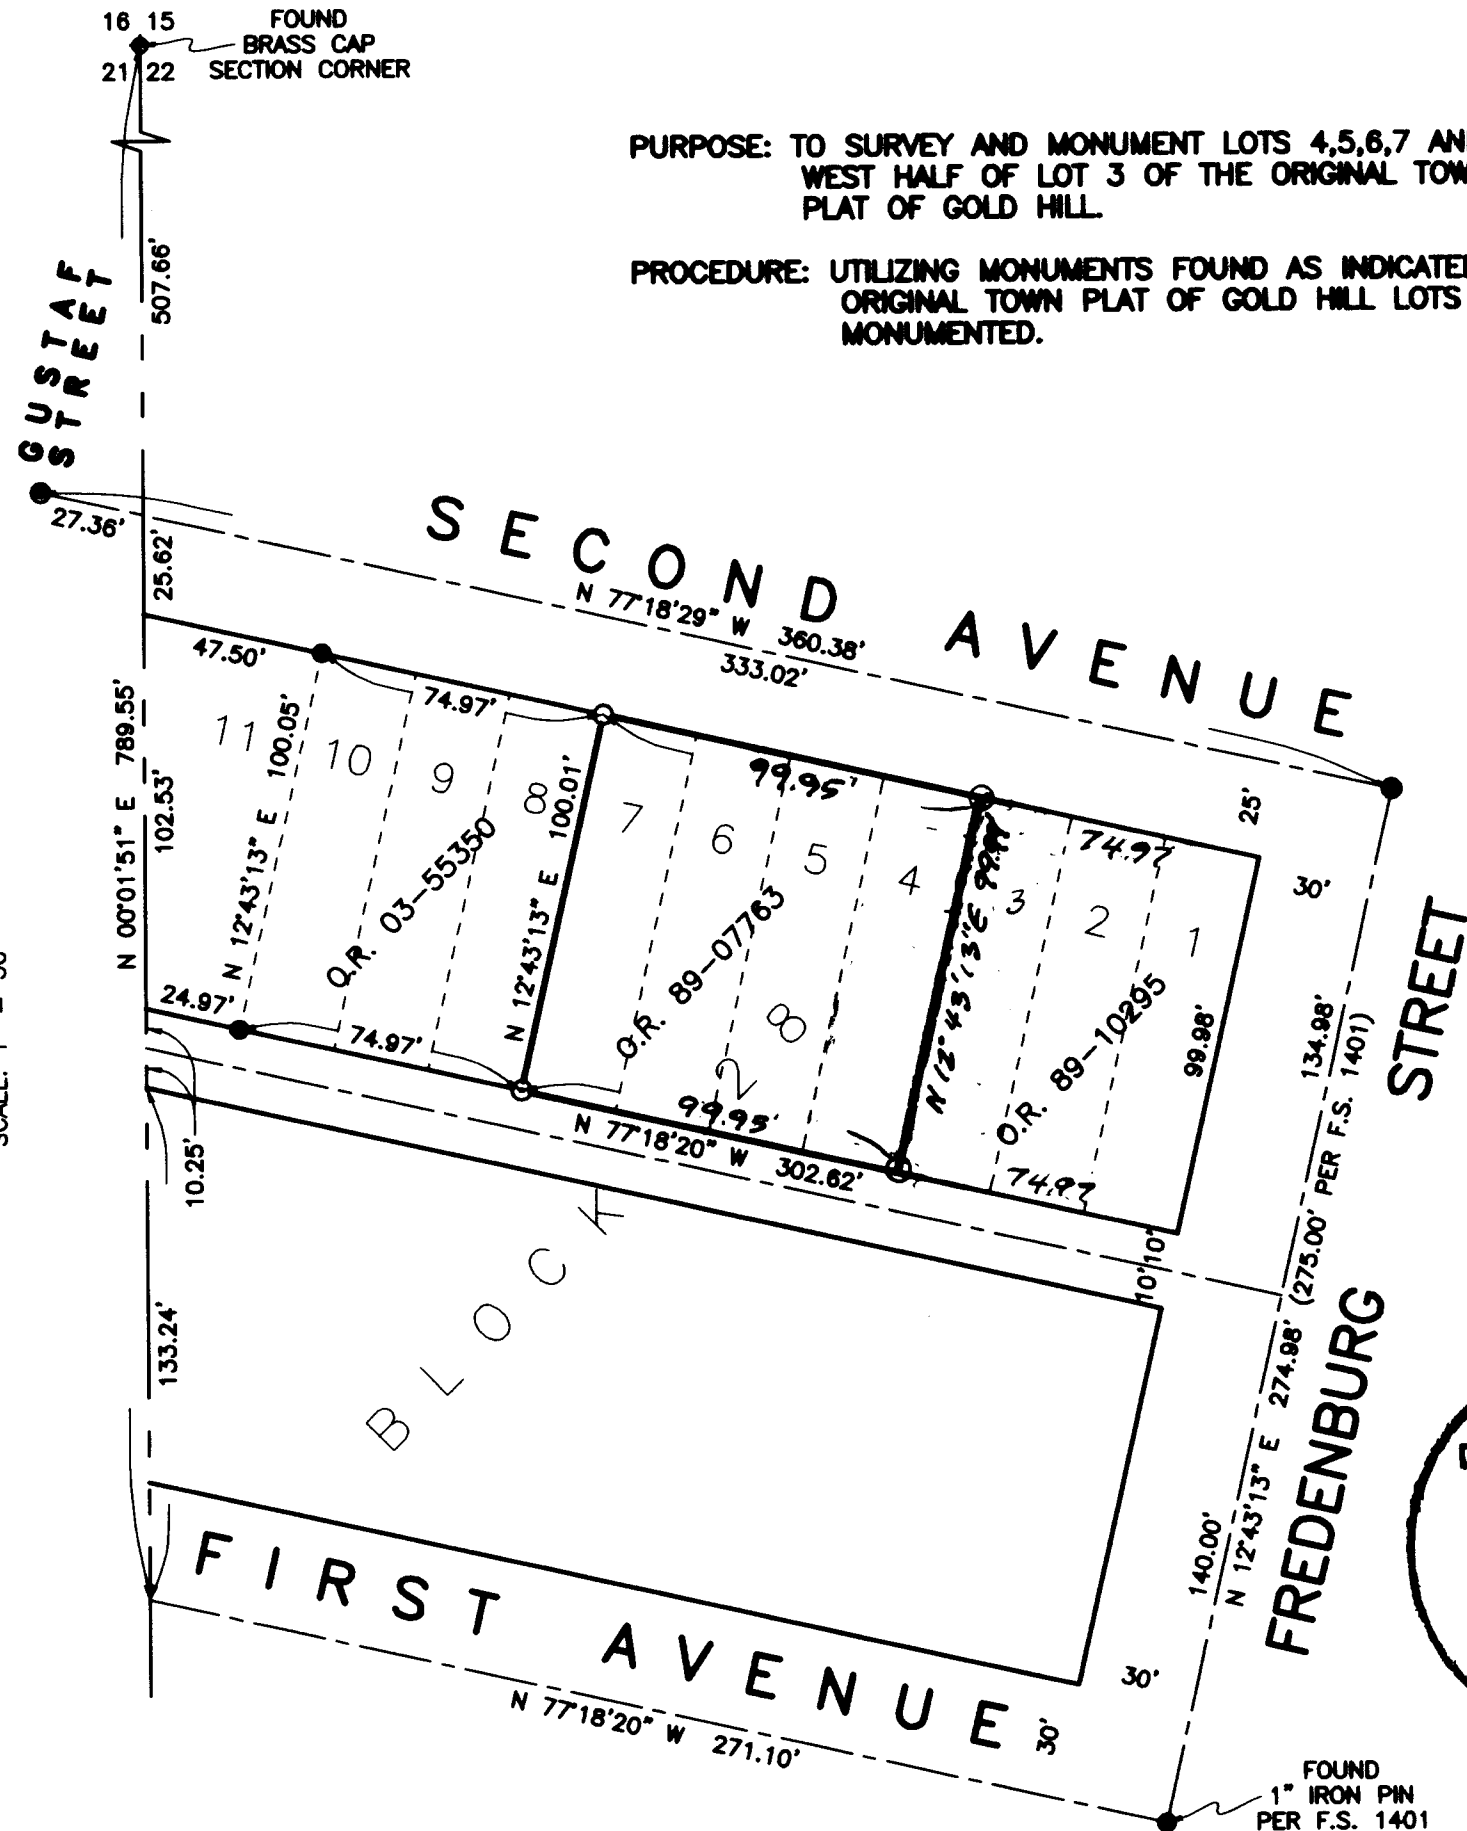 16 15
21 22
FOUND
BRASS CAP
SECTION CORNER
PURPOSE: TO SURVEY AND MONUMENT LOTS 4,5,6,7
WEST HALF OF LOT 3 OF THE ORIGINAL
PLAT OF GOLD HILL.
PROCEDURE: UTILIZING MONUMENTS FOUND AS
ORIGINAL TOWN PLAT OF GOLD HILL LOTS
MONUMENTED.
GUSTAF
STREET
507.66'
27.36'
25.62'
SECOND AVENUE
N 77°18'29" W 360.38'
333.02'
47.50'
74.97'
99.95'
74.97
25'
30'
N 00°01'51" E 789.55'
102.53'
11
10
9
8
7
6
5
4
3
2
1
N 12°43'13" E 100.05'
O.R. 03-55350
N 12°43'13" E 100.01'
O.R. 89-07763
N 12°43'13" E
O.R. 89-10295
99.98'
24.97'
74.97'
99.95'
74.97
N 77°18'20" W 302.62'
10.25'
10' 10'
134.98'
(275.00' PER F.S. 1401)
N 12°43'13" E 274.98'
140.00'
FREDENBURG STREET
BLOCK 28
133.24'
FIRST AVENUE
N 77°18'20" W 271.10'
30'
30'
FOUND
1" IRON PIN
PER F.S. 1401